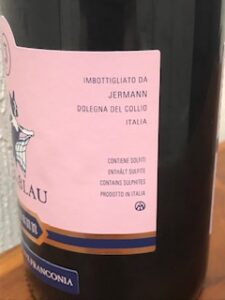 IMBOTTIGLIATO DA
JERMANN
DOLEGNA DEL COLLIO
ITALIA
CONTIENE SOLFITI
ENTHÄLT SULFITE
CONTAINS SULPHITES
PRODOTTO IN ITALIA
BLAU
FRANCONIA